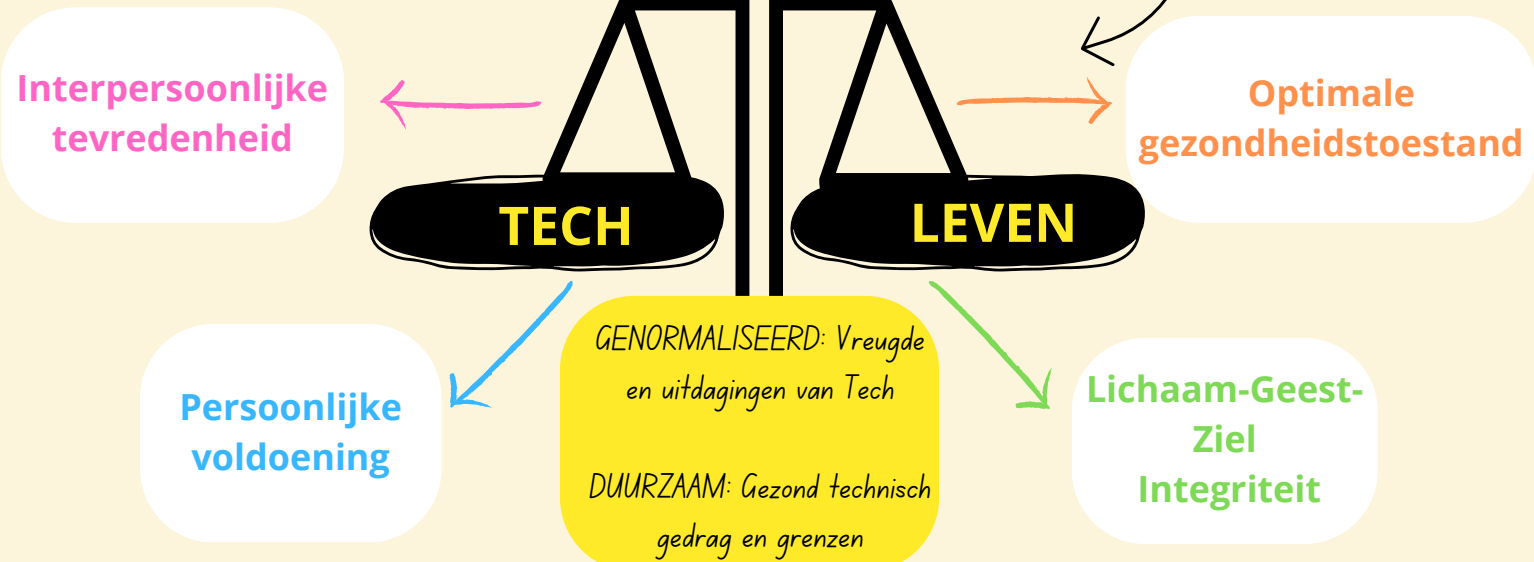 Interpersoonlijke
tevredenheid
Optimale
gezondheidstoestand
TECH
LEVEN
Persoonlijke
voldoening
GENORMALISEERD: Vreugde
en uitdagingen van Tech
DUURZAAM: Gezond technisch
gedrag en grenzen
Lichaam-Geest-
Ziel
Integriteit